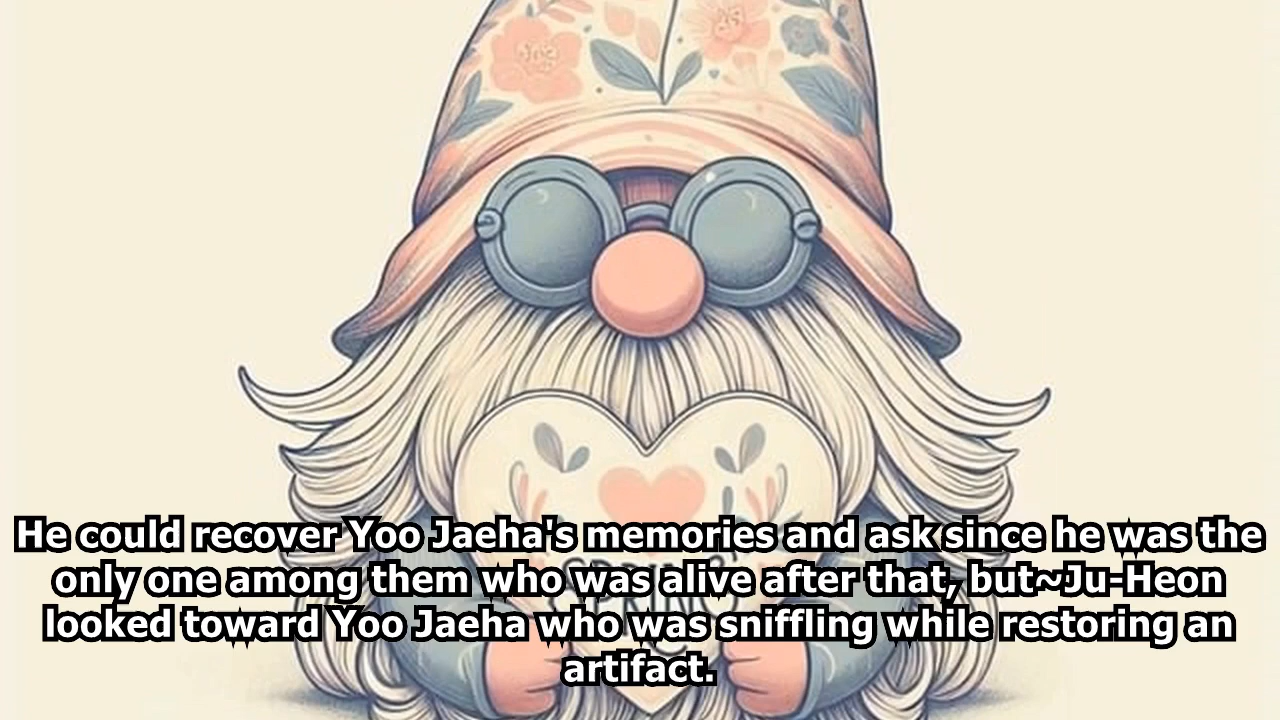 He could recover Yoo Jaeha's memories and ask since he was the
only one among them who was alive after that, but~Ju-Heon
looked toward Yoo Jaeha who was sniffling while restoring an
artifact.